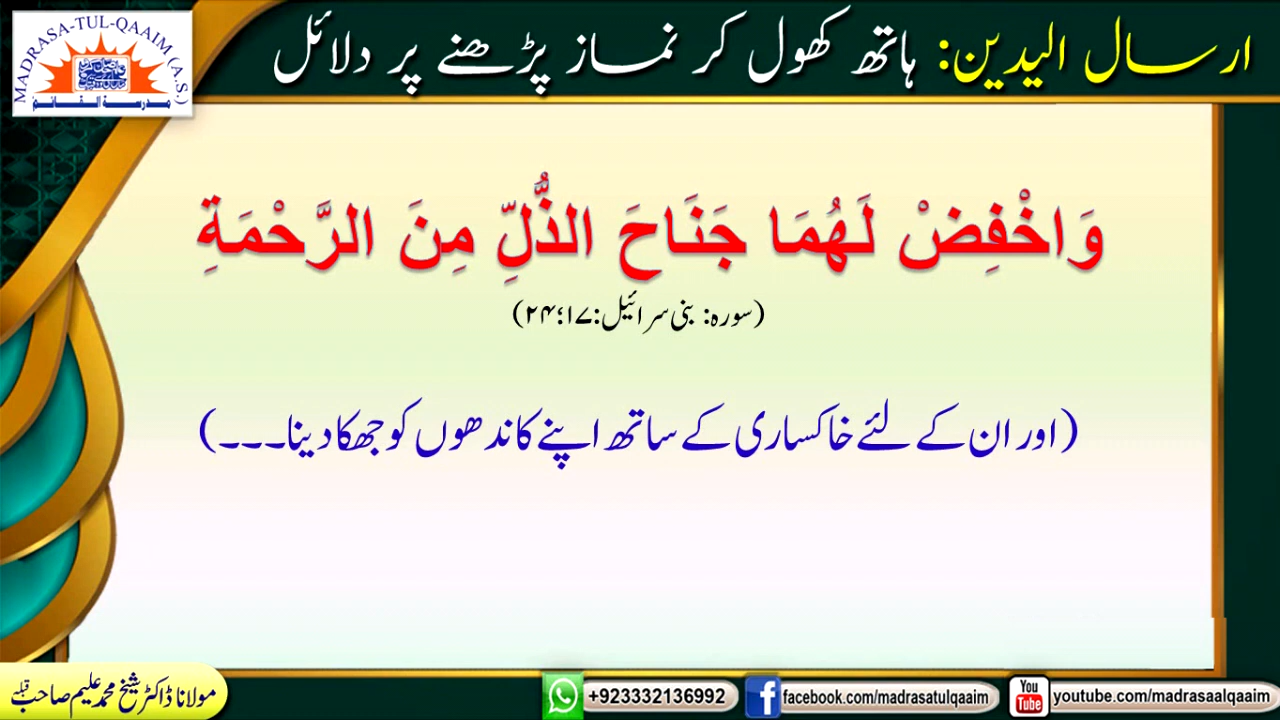 MADRASA-TUL-QAAIM (A.S.)
مدرسة القائم
ارسال الیدین: ہاتھ کھول کر نماز پڑھنے پر دلائل
وَاخْفِضْ لَهُمَا جَنَاحَ الذُّلِّ مِنَ الرَّحْمَةِ
(سورہ: بنی سرائیل:۱۷؛۲۴)
(اور ان کے لئے خاکساری کے ساتھ اپنے کاندھوں کو جھکا دینا۔۔۔)
مولانا ڈاکٹر شیخ محمد علیم صاحب قبلہ
+923332136992
facebook.com/madrasatulqaaim
You Tube
youtube.com/madrasaalqaaim